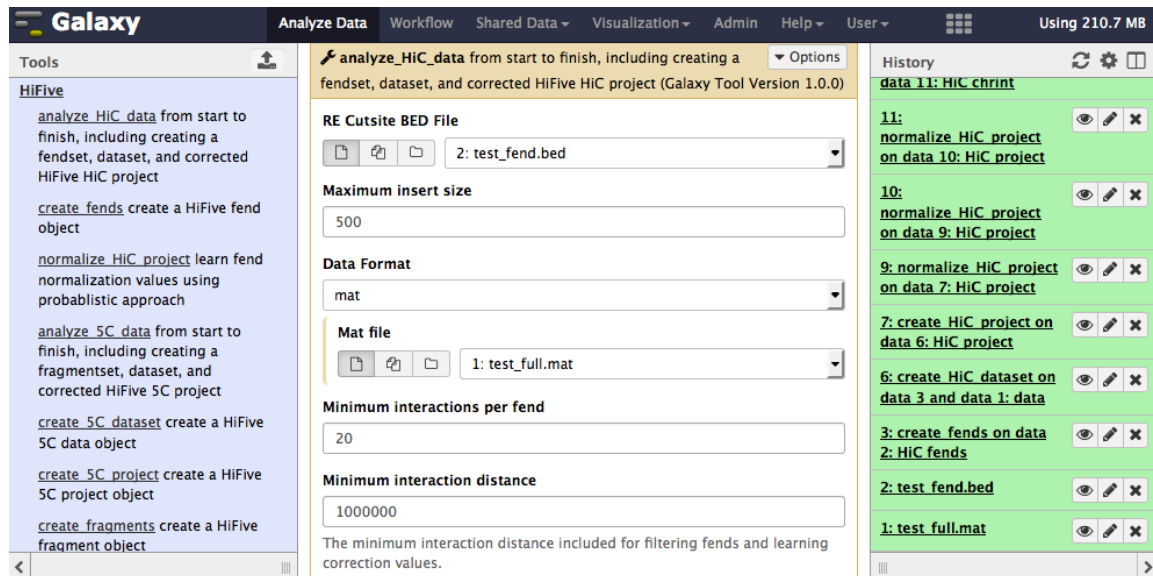 Galaxy
Analyze Data Workflow Shared Data Visualization Admin Help User Using 210.7 MB
Tools
HiFive
analyze_HiC_data from start to
finish, including creating a
fendset, dataset, and corrected
HiFive HiC project
create_fends create a HiFive fend
object
normalize_HiC_project learn fend
normalization values using
probablistic approach
analyze_5C_data from start to
finish, including creating a
fragmentset, dataset, and
corrected HiFive 5C project
create_5C_dataset create a HiFive
5C data object
create_5C_project create a HiFive
5C project object
create_fragments create a HiFive
fragment object
analyze_HiC_data from start to finish, including creating a
fendset, dataset, and corrected HiFive HiC project (Galaxy Tool Version 1.0.0)
Options
RE Cutsite BED File
2: test_fend.bed
Maximum insert size
500
Data Format
mat
Mat file
1: test_full.mat
Minimum interactions per fend
20
Minimum interaction distance
1000000
The minimum interaction distance included for filtering fends and learning
correction values.
History
data 11: HiC chrint
11:
normalize_HiC_project
on data 10: HiC project
10:
normalize_HiC_project
on data 9: HiC project
9: normalize_HiC_project
on data 7: HiC project
7: create_HiC_project on
data 6: HiC project
6: create_HiC_dataset on
data 3 and data 1: data
3: create_fends on data
2: HiC fends
2: test_fend.bed
1: test_full.mat